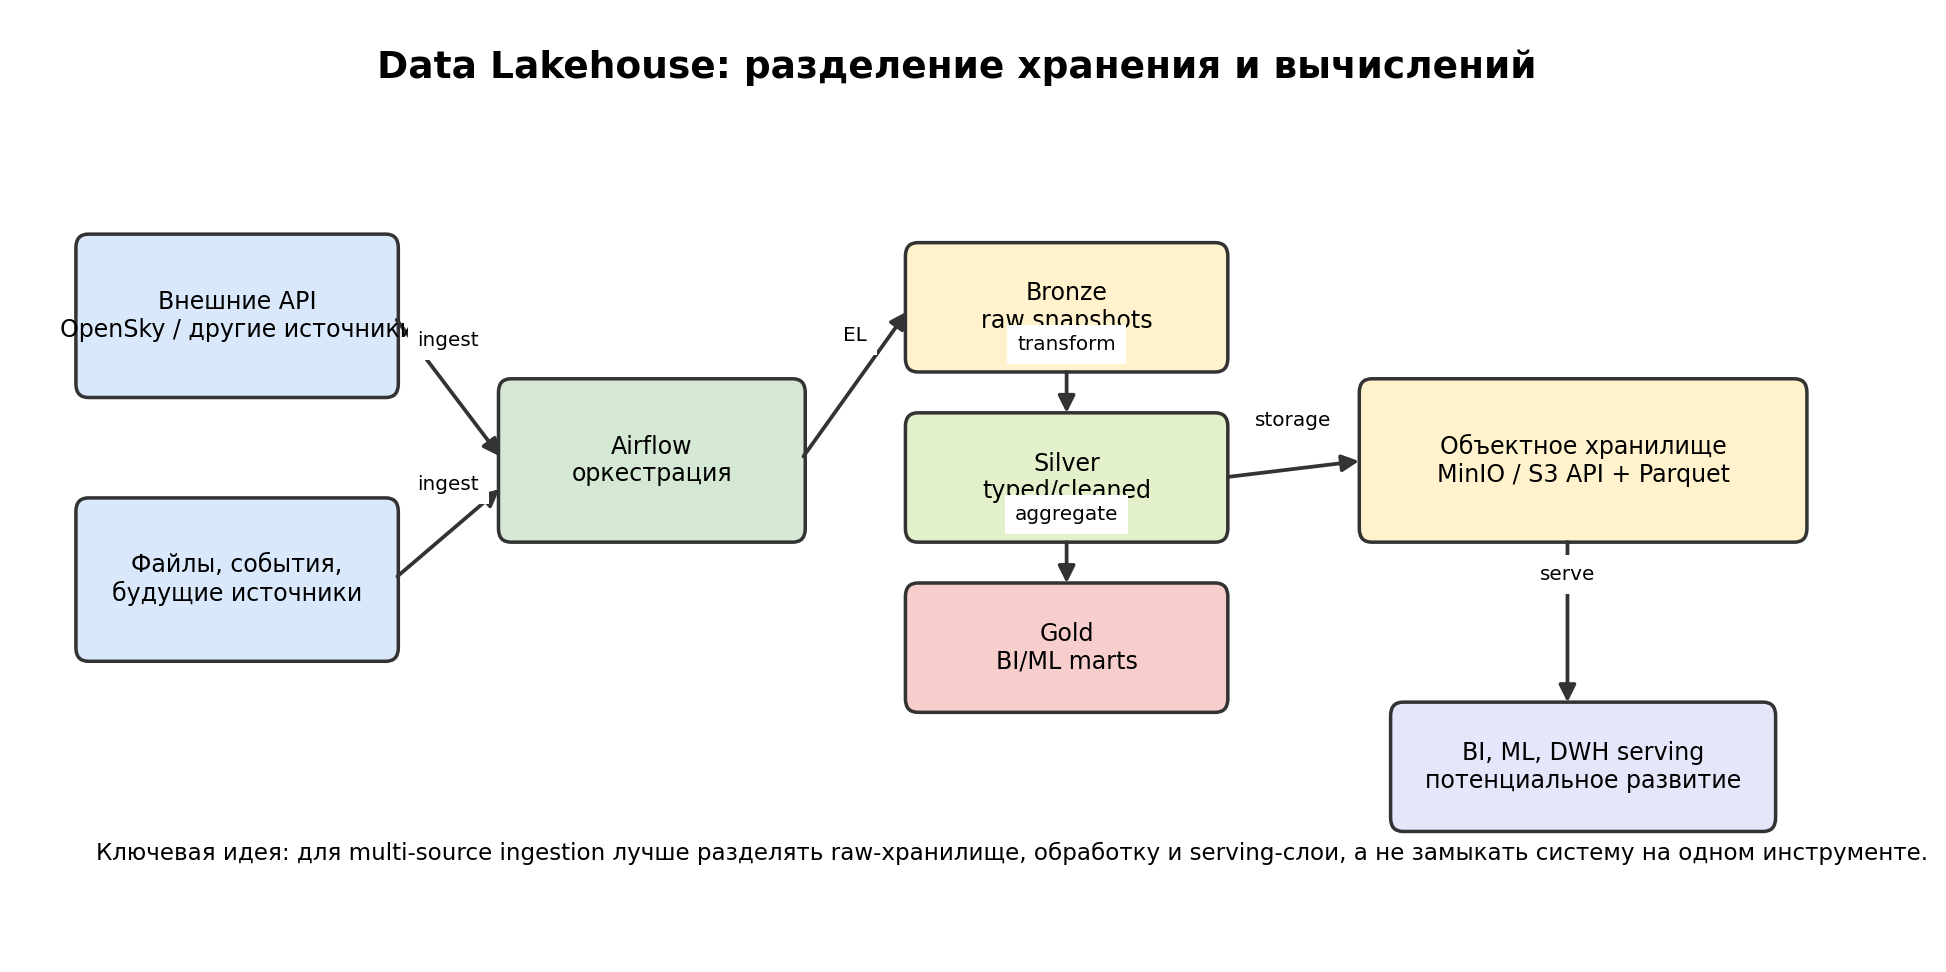 Data Lakehouse: разделение хранения и вычислений
Внешние API
OpenSky / другие источники
ingest
Файлы, события,
будущие источники
ingest
Airflow
оркестрация
EL
Bronze
raw snapshots
transform
Silver
typed/cleaned
aggregate
Gold
BI/ML marts
storage
Объектное хранилище
MinIO / S3 API + Parquet
serve
BI, ML, DWH serving
потенциальное развитие
Ключевая идея: для multi-source ingestion лучше разделять raw-хранилище, обработку и serving-слои, а не замыкать систему на одном инструменте.